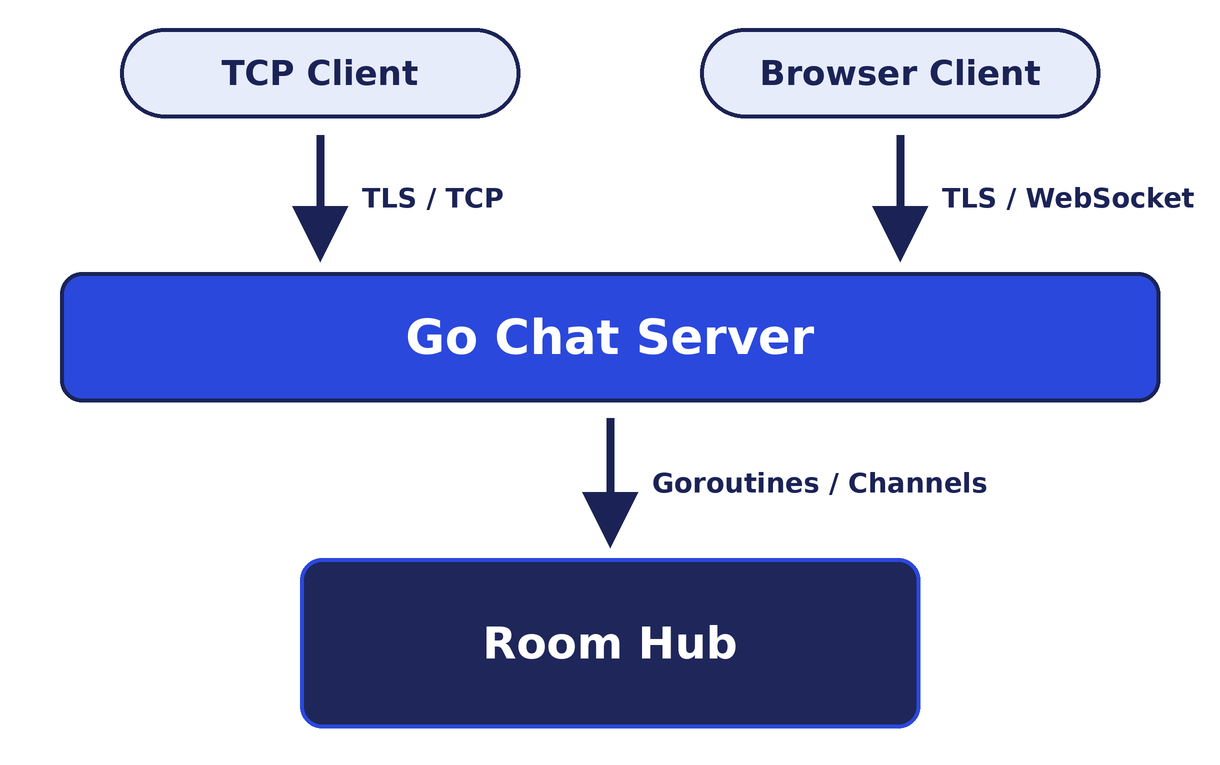 TCP Client
Browser Client
TLS / TCP
TLS / WebSocket
Go Chat Server
Goroutines / Channels
Room Hub